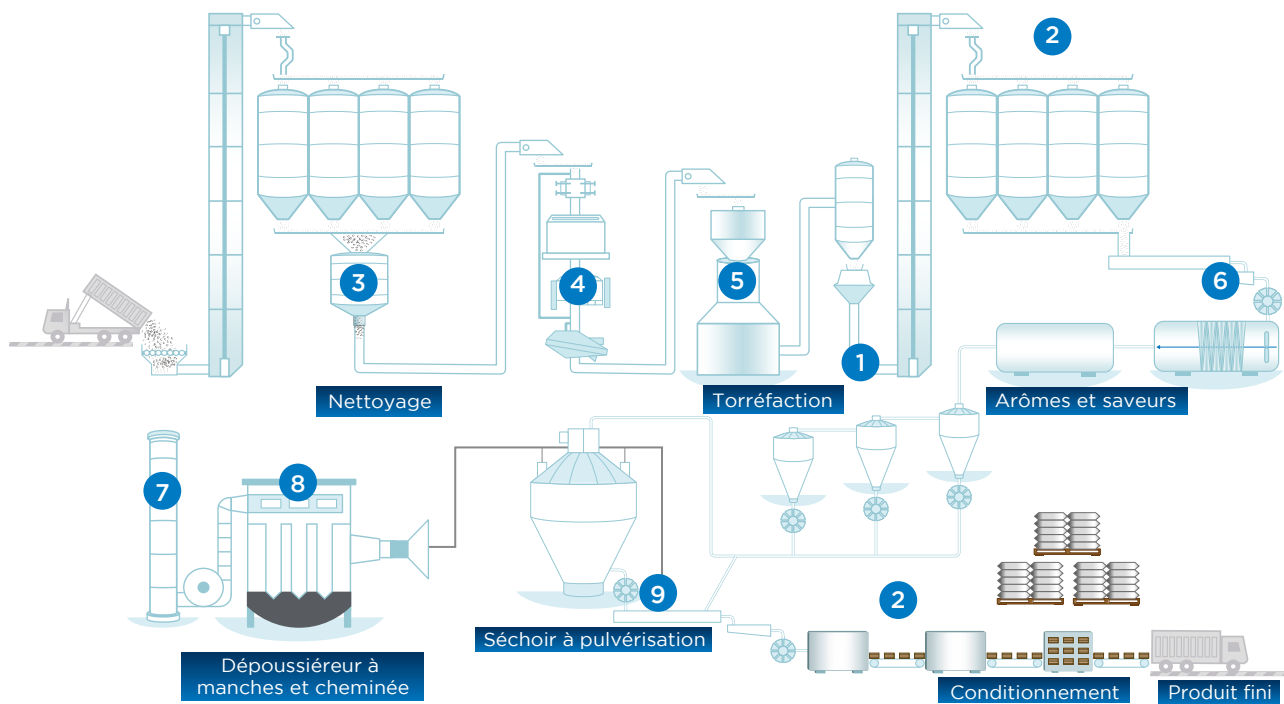 2
3
4
5
6
1
Nettoyage
Torréfaction
Arômes et saveurs
7
8
9
2
Séchoir à pulvérisation
Dépoussiéreur à
manches et cheminée
Conditionnement
Produit fini